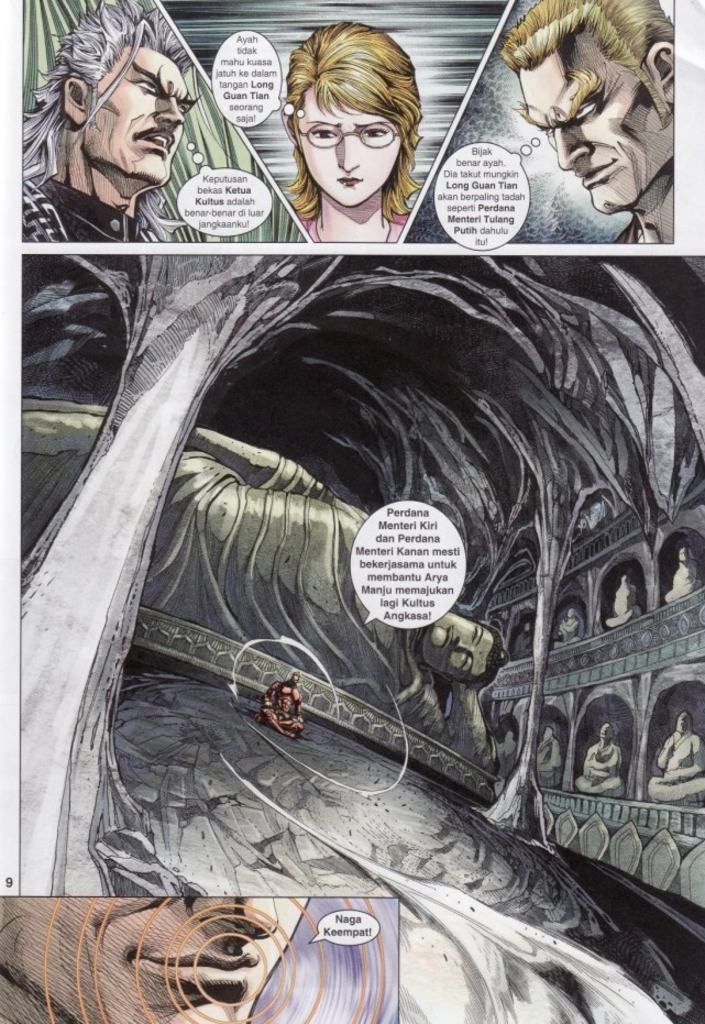 Ayah
tidak
mahu kuasa
jatuh ke dalam
tangan Long
Guan Tian
seorang
saja!
Keputusan
bekas Ketua
Kultus adalah
benar-benar di luar
jangkaanku!
Bijak
benar ayah.
Dia takut mungkin
Long Guan Tian
akan berpaling tadah
seperti Perdana
Menteri Tulang
Putih dahulu
itu!
Perdana
Menteri Kiri
dan Perdana
Menteri Kanan mesti
bekerjasama untuk
membantu Arya
Manju memajukan
lagi Kultus
Angkasa!
9
Naga
Keempat!